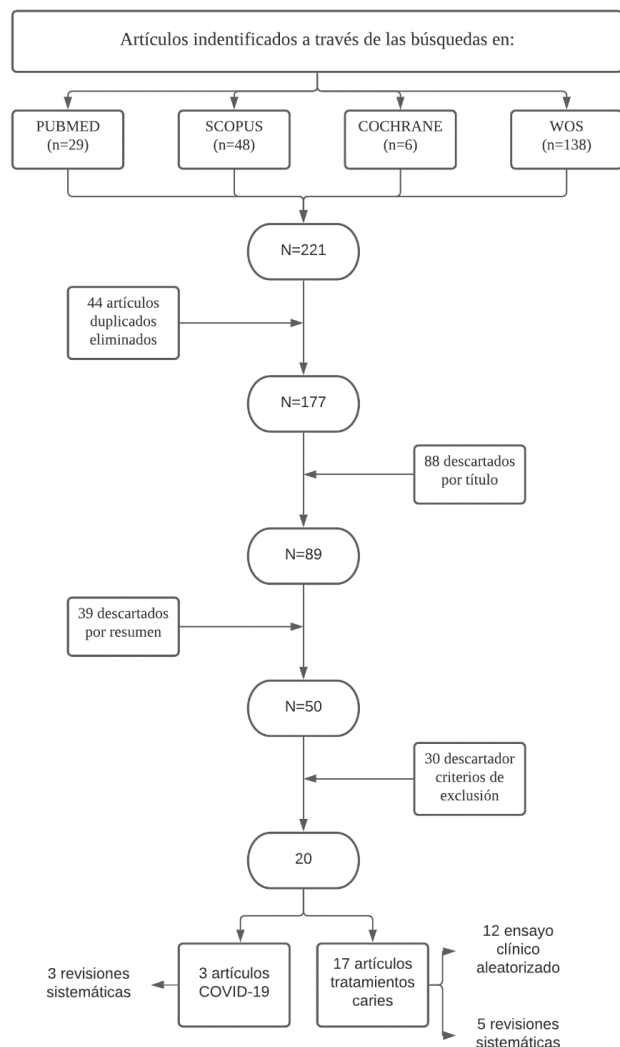 Artículos indentificados a través de las búsquedas en:
PUBMED
(n=29)
SCOPUS
(n=48)
COCHRANE
(n=6)
WOS
(n=138)
N=221
44 artículos
duplicados
eliminados
N=177
88 descartados
por título
N=89
39 descartados
por resumen
N=50
30 descartador
criterios de
exclusión
20
3 revisiones
sistemáticas
3 artículos
COVID-19
17 artículos
tratamientos
caries
12 ensayo
clínico
aleatorizado
5 revisiones
sistemáticas